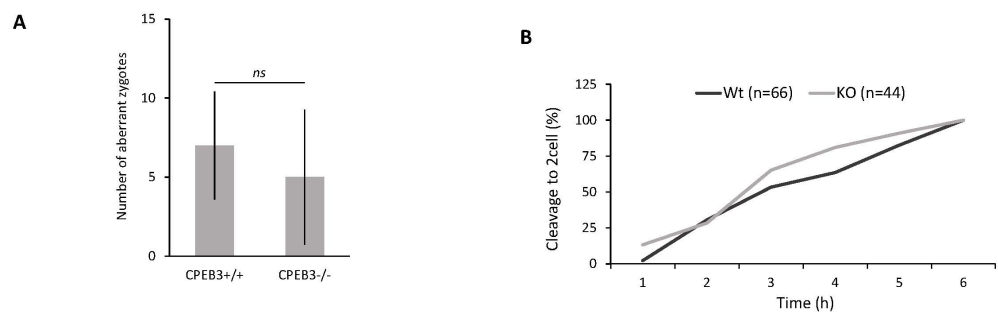 A
Number of aberrant zygotes
15
10
5
0
ns
CPEB3+/+ CPEB3-/-
B
Cleavage to 2cell (%)
125
100
75
50
25
0
Wt (n=66) KO (n=44)
1 2 3 4 5 6
Time (h)